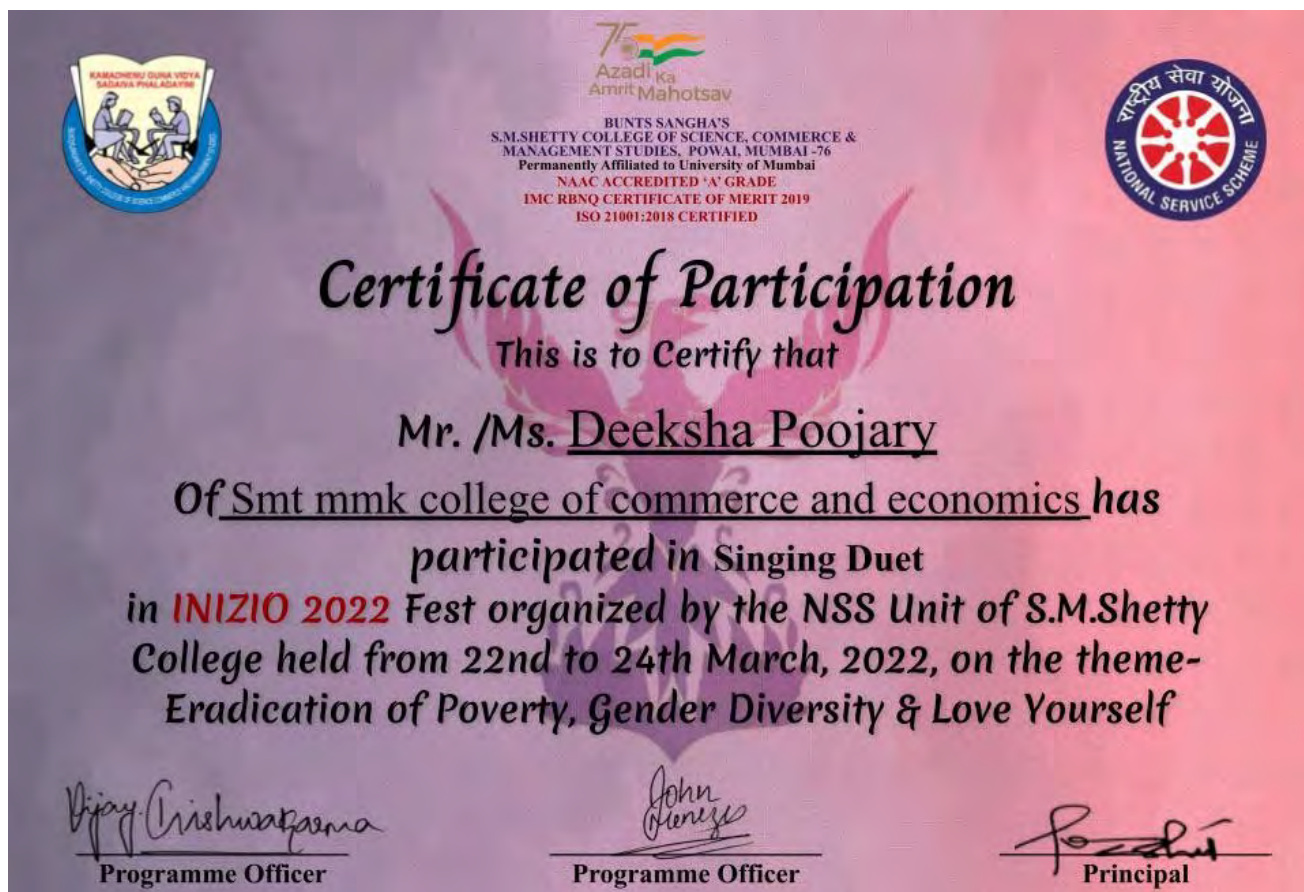 KAMADHENU GUNA VIDYA
SADAIVA PHALADAYINI
75
Azadi Ka
Amrit Mahotsav
BUNTS SANGHA'S
S.M.SHETTY COLLEGE OF SCIENCE, COMMERCE &
MANAGEMENT STUDIES, POWAI, MUMBAI -76
Permanently Affiliated to University of Mumbai
NAAC ACCREDITED 'A' GRADE
IMC RBNQ CERTIFICATE OF MERIT 2019
ISO 21001:2018 CERTIFIED
राष्ट्रीय सेवा योजना
NATIONAL SERVICE SCHEME
Certificate of Participation
This is to Certify that
Mr. /Ms. Deeksha Poojary
Of Smt mmk college of commerce and economics has
participated in Singing Duet
in INIZIO 2022 Fest organized by the NSS Unit of S.M.Shetty
College held from 22nd to 24th March, 2022, on the theme-
Eradication of Poverty, Gender Diversity & Love Yourself
Vijay. Vishwakarma
John
Menezes
Programme Officer
Programme Officer
Principal